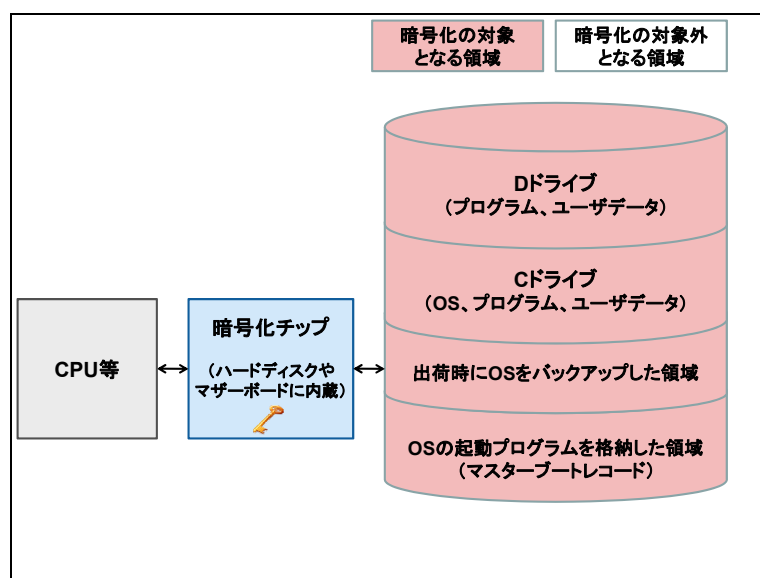 暗号化の対象
となる領域
暗号化の対象外
となる領域
Dドライブ
（プログラム、ユーザデータ）
Cドライブ
（OS、プログラム、ユーザデータ）
出荷時にOSをバックアップした領域
OSの起動プログラムを格納した領域
（マスターブートレコード）
CPU等
暗号化チップ
（ハードディスクや
マザーボードに内蔵）